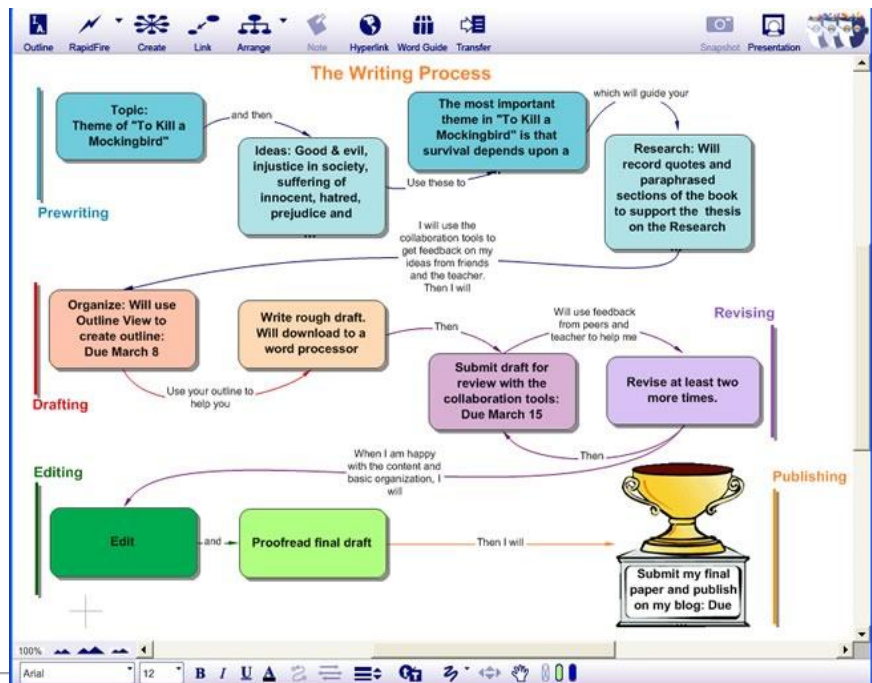 Outline RapidFire Create Link Arrange Note Hyperlink Word Guide Transfer Snapshot Presentation
The Writing Process
Topic:
Theme of "To Kill a
Mockingbird"
and then
Ideas: Good & evil,
injustice in society,
suffering of
innocent, hatred,
prejudice and
...
Use these to
The most important
theme in "To Kill a
Mockingbird" is that
survival depends upon a
which will guide your
Research: Will
record quotes and
paraphrased
sections of the book
to support the thesis
on the Research
...
Prewriting
I will use the
collaboration tools to
get feedback on my
ideas from friends
and the teacher.
Then I will
Organize: Will use
Outline View to
create outline:
Due March 8
Use your outline to
help you
Write rough draft.
Will download to a
word processor
Then
Drafting
Submit draft for
review with the
collaboration tools:
Due March 15
Will use feedback
from peers and
teacher to help me
Revise at least two
more times.
Then
Revising
When I am happy
with the content and
basic organization, I
will
Editing
Edit
and
Proofread final draft
Then I will
Submit my final
paper and publish
on my blog: Due
Publishing
100%
Arial 12 B I U A